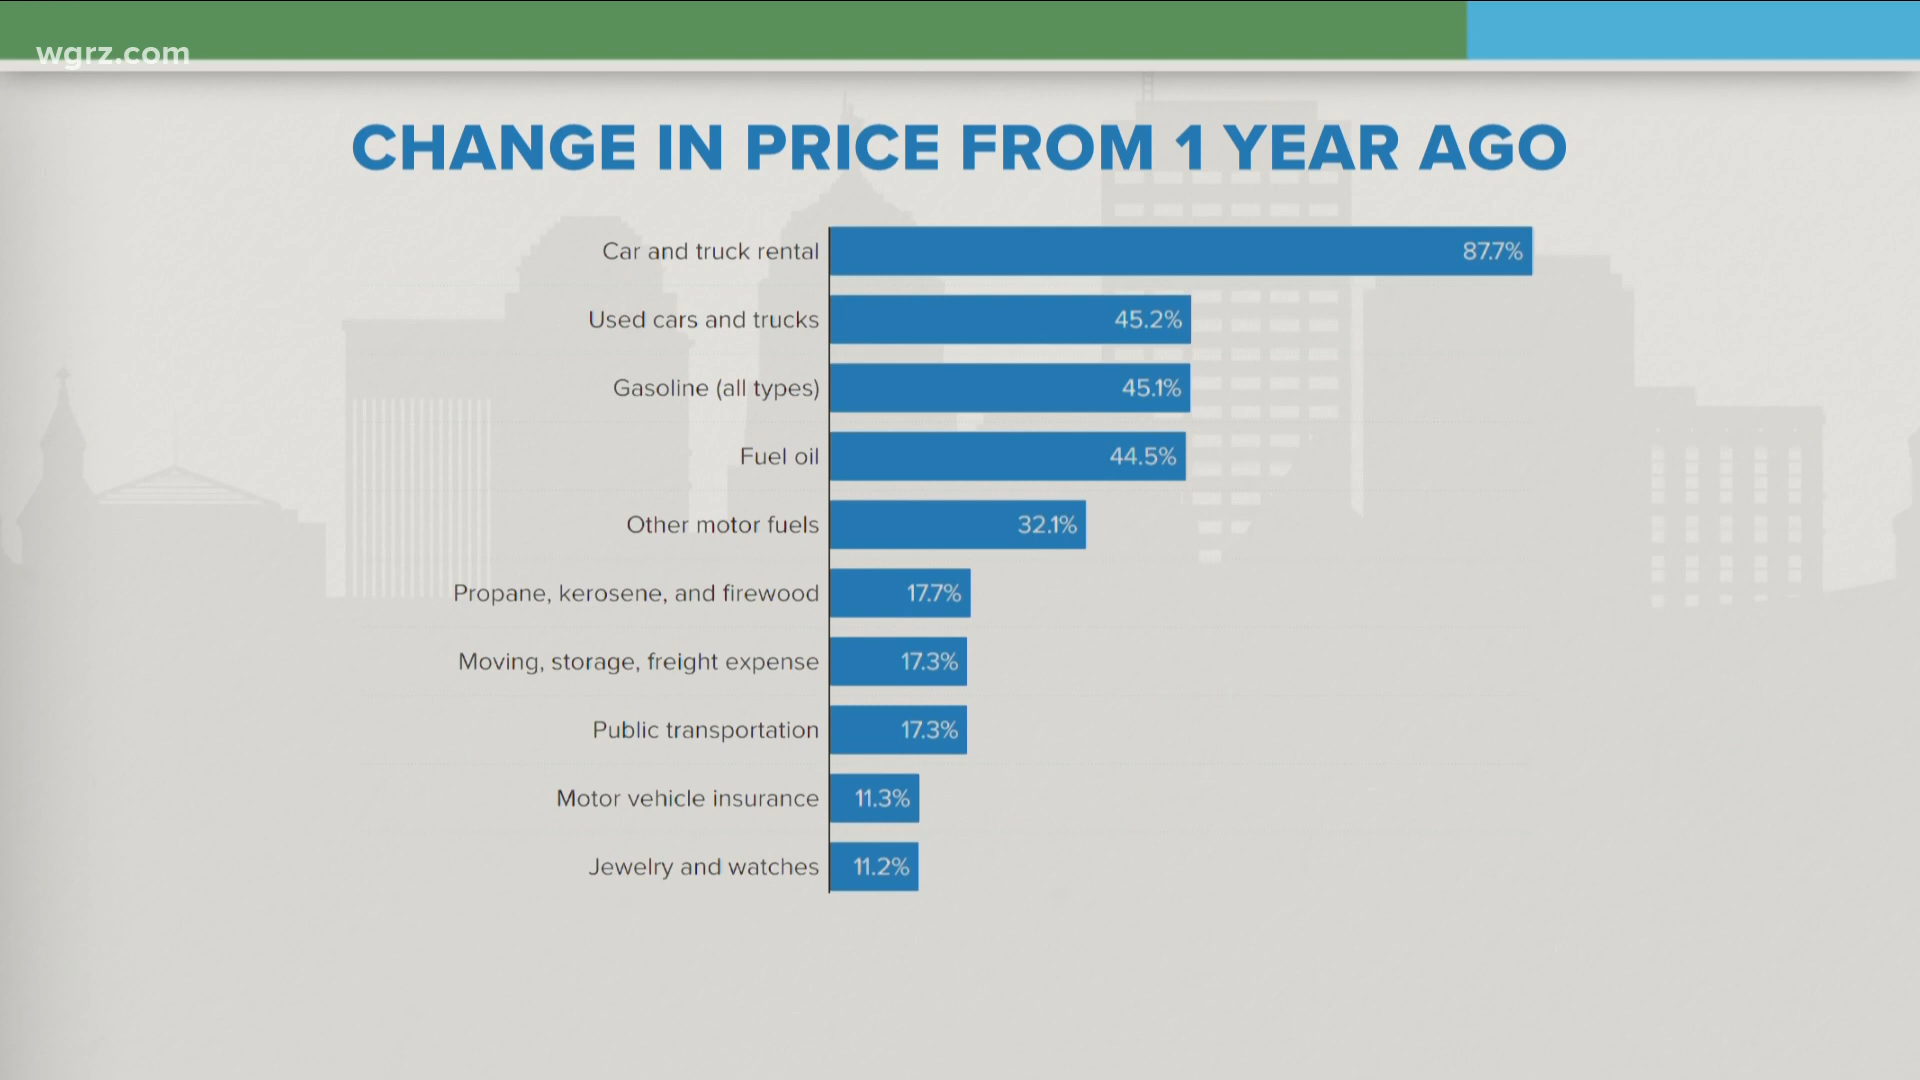 wgrz.com
CHANGE IN PRICE FROM 1 YEAR AGO
Car and truck rental 87.7%
Used cars and trucks 45.2%
Gasoline (all types) 45.1%
Fuel oil 44.5%
Other motor fuels 32.1%
Propane, kerosene, and firewood 17.7%
Moving, storage, freight expense 17.3%
Public transportation 17.3%
Motor vehicle insurance 11.3%
Jewelry and watches 11.2%